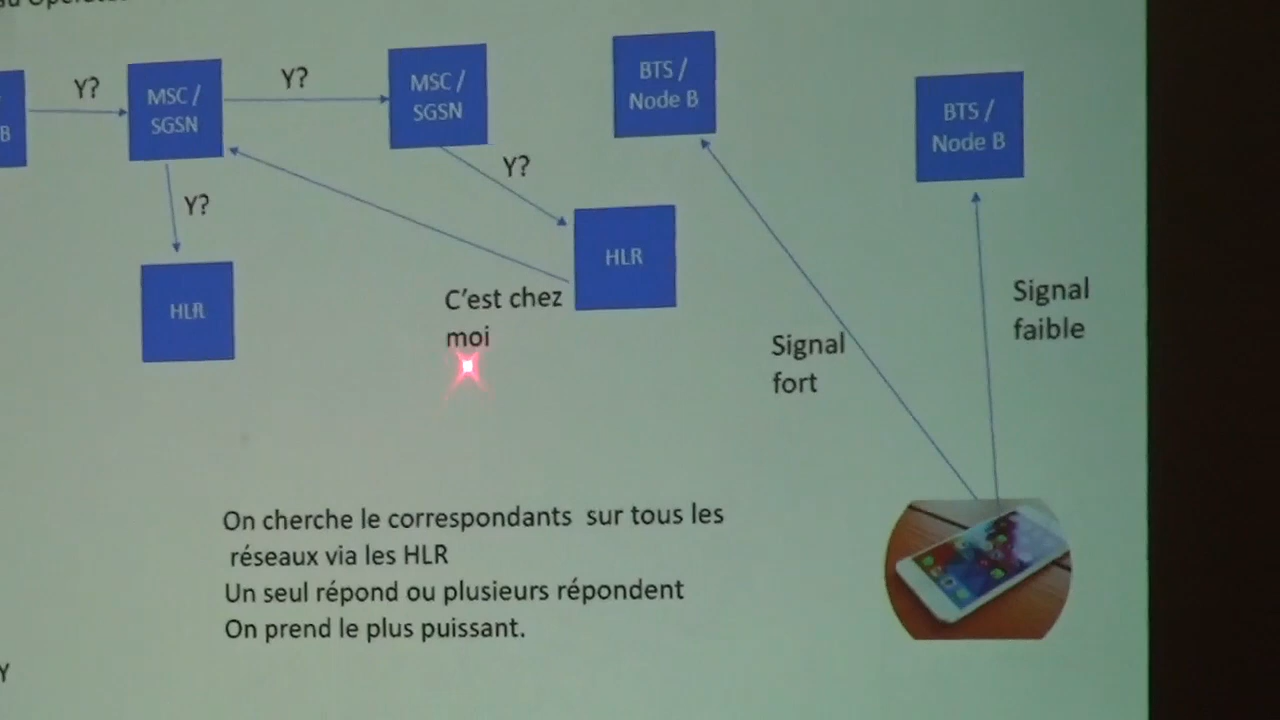 Y?
MSC /
SGSN
Y?
MSC /
SGSN
BTS /
Node B
BTS /
Node B
B
Y?
Y?
HLR
HLR
C'est chez
moi
Signal
fort
Signal
faible
On cherche le correspondants sur tous les
réseaux via les HLR
Un seul répond ou plusieurs répondent
On prend le plus puissant.
Y